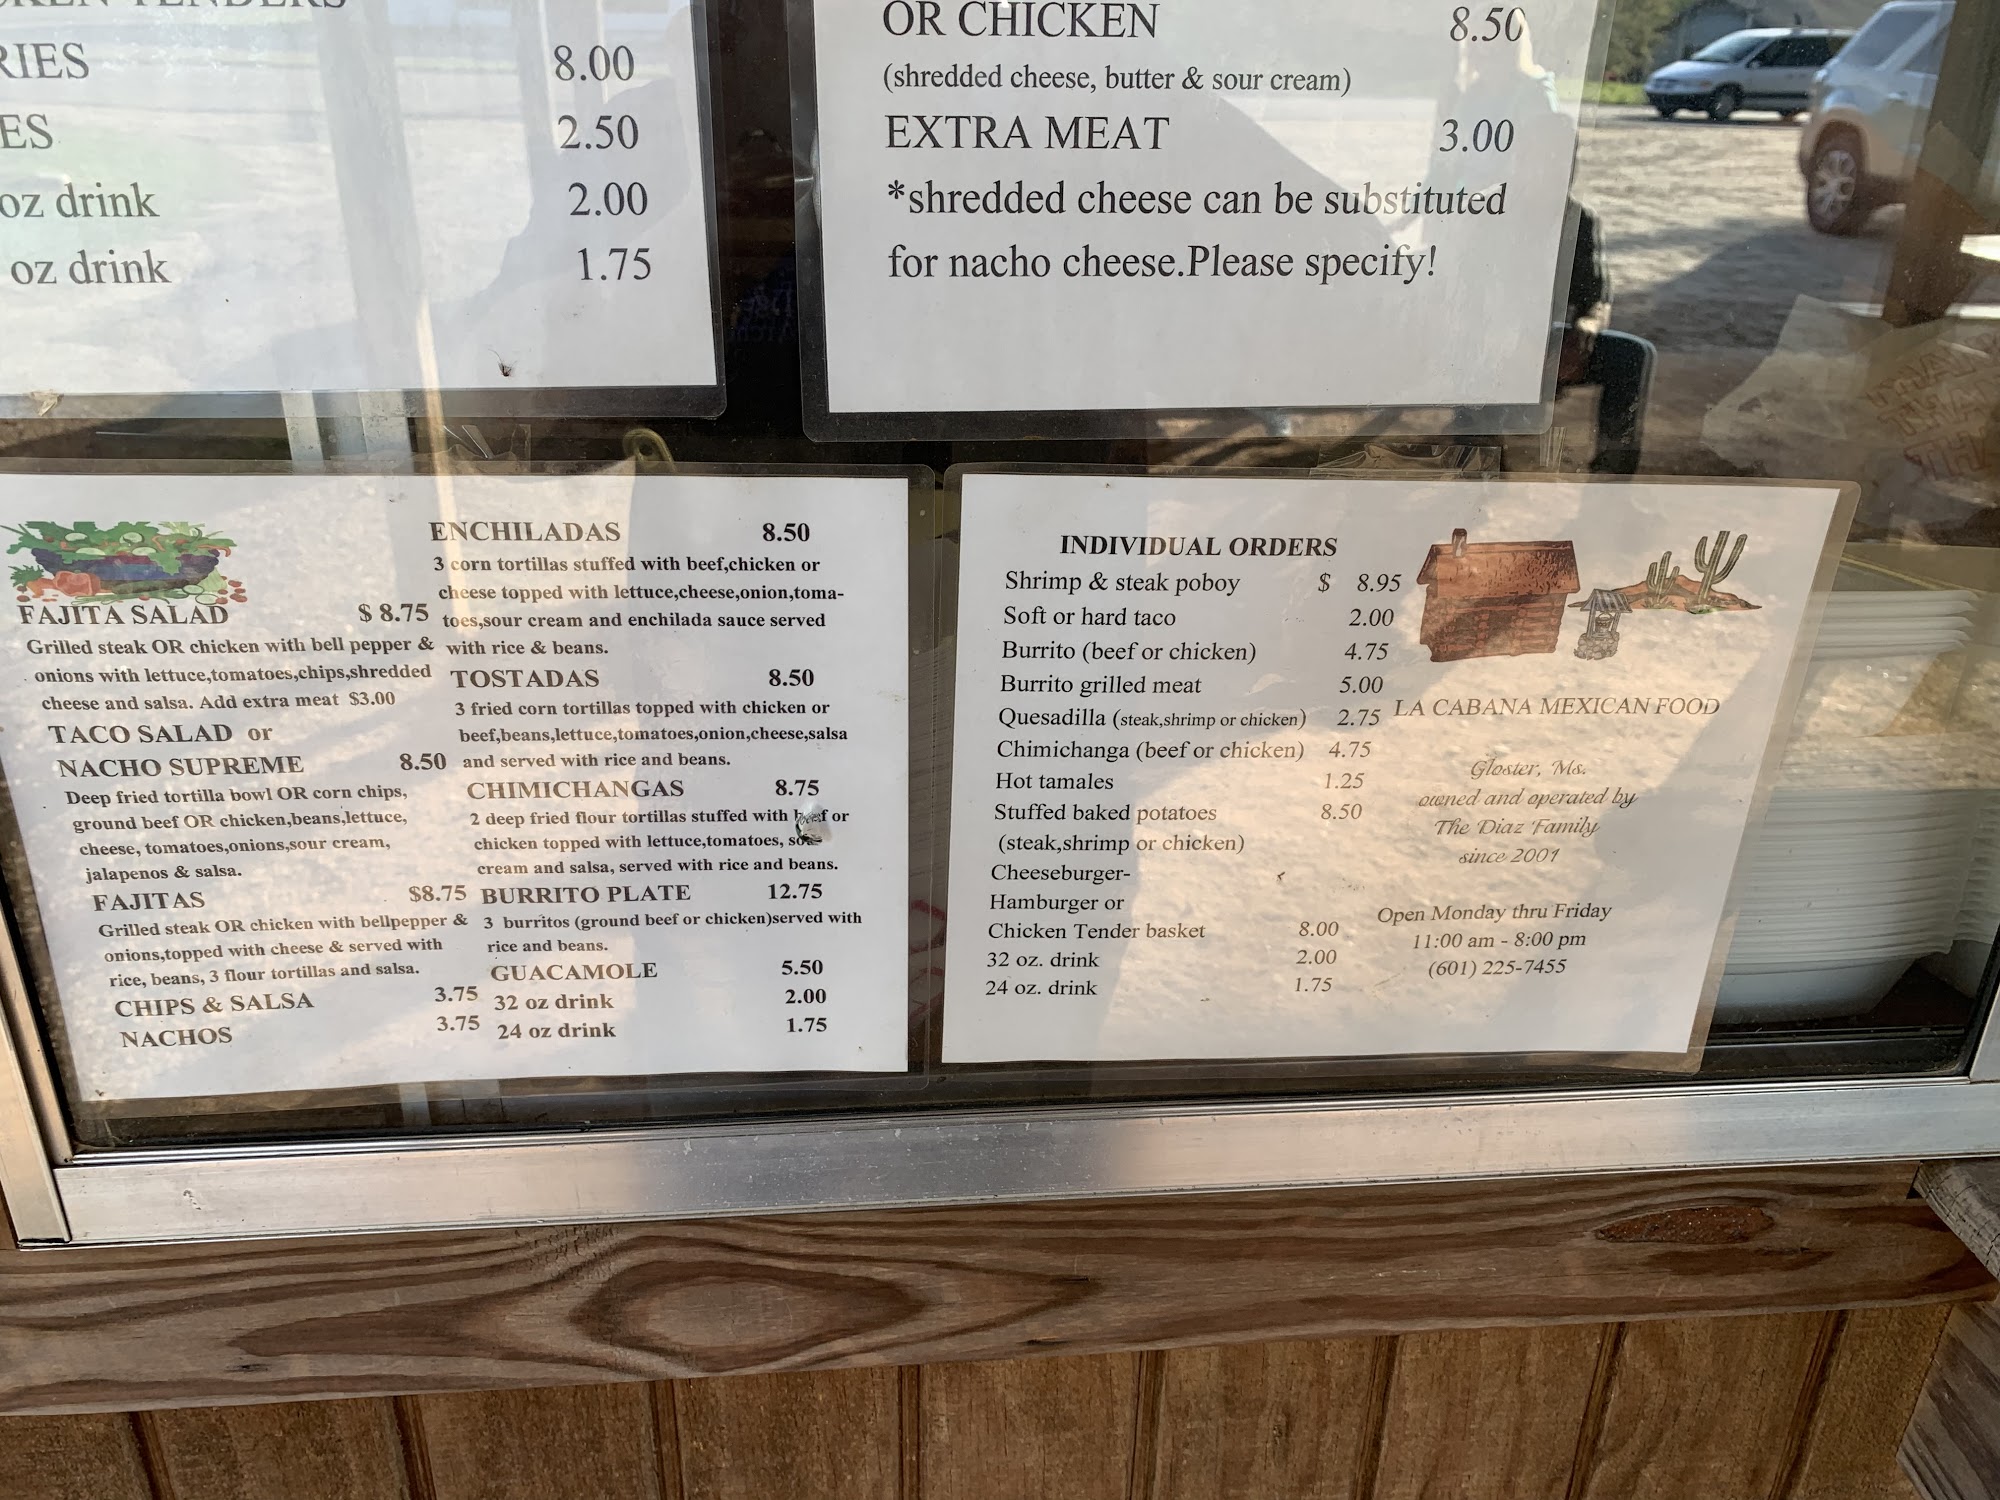 RIES 8.00
ES 2.50
oz drink 2.00
oz drink 1.75
OR CHICKEN 8.50
(shredded cheese, butter & sour cream)
EXTRA MEAT 3.00
*shredded cheese can be substituted
for nacho cheese.Please specify!
FAJITA SALAD $ 8.75
Grilled steak OR chicken with bell pepper &
onions with lettuce,tomatoes,chips,shredded
cheese and salsa. Add extra meat $3.00
TACO SALAD or
NACHO SUPREME 8.50
Deep fried tortilla bowl OR corn chips,
ground beef OR chicken,beans,lettuce,
cheese, tomatoes,onions,sour cream,
jalapenos & salsa.
FAJITAS $8.75
Grilled steak OR chicken with bellpepper &
onions,topped with cheese & served with
rice, beans, 3 flour tortillas and salsa.
CHIPS & SALSA 3.75
NACHOS 3.75
ENCHILADAS 8.50
3 corn tortillas stuffed with beef,chicken or
cheese topped with lettuce,cheese,onion,toma-
toes,sour cream and enchilada sauce served
with rice & beans.
TOSTADAS 8.50
3 fried corn tortillas topped with chicken or
beef,beans,lettuce,tomatoes,onion,cheese,salsa
and served with rice and beans.
CHIMICHANGAS 8.75
2 deep fried flour tortillas stuffed with beef or
chicken topped with lettuce,tomatoes,
cream and salsa, served with rice and beans.
BURRITO PLATE 12.75
3 burritos (ground beef or chicken)served with
rice and beans.
GUACAMOLE 5.50
32 oz drink 2.00
24 oz drink 1.75
INDIVIDUAL ORDERS
Shrimp & steak poboy $ 8.95
Soft or hard taco 2.00
Burrito (beef or chicken) 4.75
Burrito grilled meat 5.00
Quesadilla (steak,shrimp or chicken) 2.75
Chimichanga (beef or chicken) 4.75
Hot tamales 1.25
Stuffed baked potatoes 8.50
(steak,shrimp or chicken)
Cheeseburger-
Hamburger or
Chicken Tender basket 8.00
32 oz. drink 2.00
24 oz. drink 1.75
LA CABANA MEXICAN FOOD
Gloster, Ms.
owned and operated by
The Diaz Family
since 2001
Open Monday thru Friday
11:00 am - 8:00 pm
(601) 225-7455